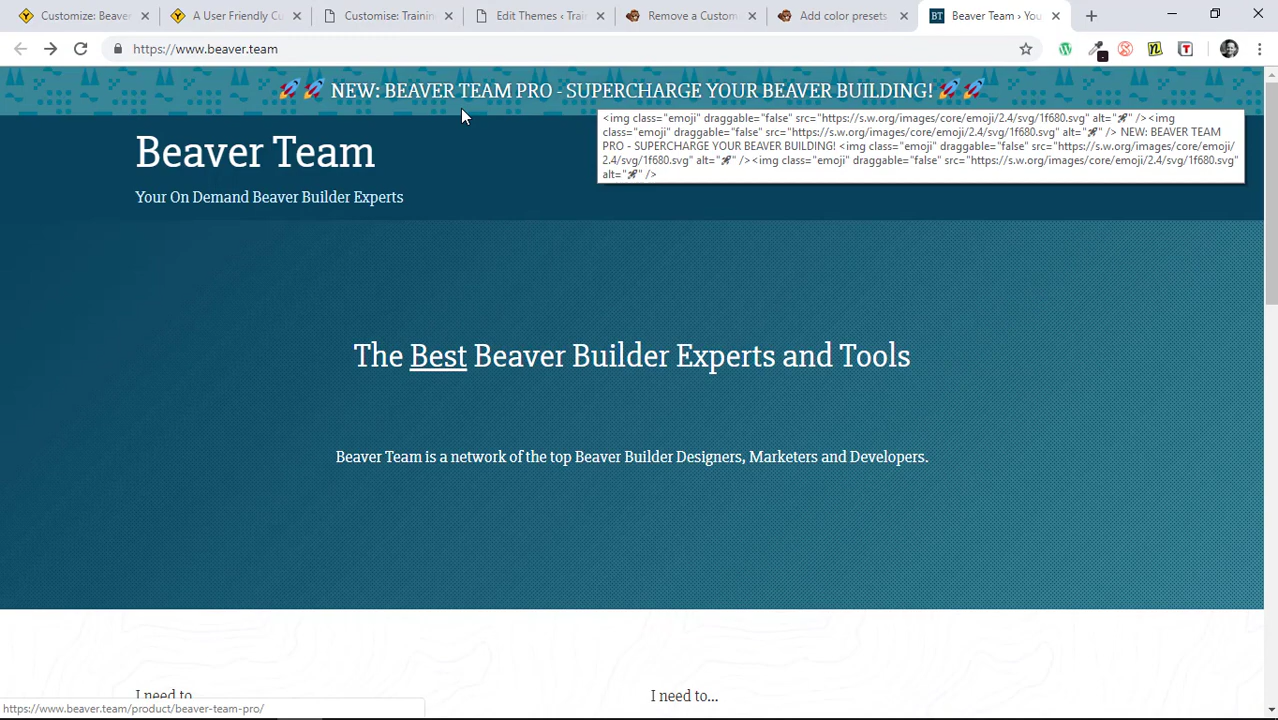 Customize: Beaver
A User Friendly Cu
Customise: Trainin
Edit Themes ‹ Trai
Remove a Custom
Add color presets
BT Beaver Team › You
https://www.beaver.team
🚀🚀 NEW: BEAVER TEAM PRO - SUPERCHARGE YOUR BEAVER BUILDING! 🚀🚀
<img class="emoji" draggable="false" src="https://s.w.org/images/core/emoji/2.4/svg/1f680.svg" alt="🚀" /><img
class="emoji" draggable="false" src="https://s.w.org/images/core/emoji/2.4/svg/1f680.svg" alt="🚀" /> NEW: BEAVER TEAM
PRO - SUPERCHARGE YOUR BEAVER BUILDING! <img class="emoji" draggable="false" src="https://s.w.org/images/core/emoji/
2.4/svg/1f680.svg" alt="🚀" /><img class="emoji" draggable="false" src="https://s.w.org/images/core/emoji/2.4/svg/1f680.svg"
alt="🚀" />
Beaver Team
Your On Demand Beaver Builder Experts
The Best Beaver Builder Experts and Tools
Beaver Team is a network of the top Beaver Builder Designers, Marketers and Developers.
I need to...
I need to...
https://www.beaver.team/product/beaver-team-pro/